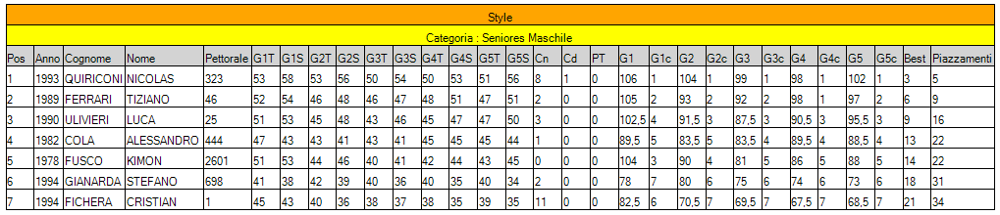 Style
Categoria : Seniores Maschile
Pos Anno Cognome Nome Pettorale G1T G1S G2T G2S G3T G3S G4T G4S G5T G5S Cn Cd PT G1 G1c G2 G2c G3 G3c G4 G4c G5 G5c Best Piazzamenti
1 1993 QUIRICONI NICOLAS 323 53 58 53 56 50 54 50 53 51 56 8 1 0 106 1 104 1 99 1 98 1 102 1 3 5
2 1989 FERRARI TIZIANO 46 52 54 46 48 46 47 48 51 47 51 2 0 0 105 2 93 2 92 2 98 1 97 2 6 9
3 1990 ULIVIERI LUCA 25 51 53 45 48 43 46 45 47 47 50 3 0 0 102,5 4 91,5 3 87,5 3 90,5 3 95,5 3 9 16
4 1982 COLA ALESSANDRO 444 47 43 43 41 43 41 45 45 45 44 1 0 0 89,5 5 83,5 5 83,5 4 89,5 4 88,5 4 13 22
5 1978 FUSCO KIMON 2601 51 53 44 46 40 41 42 44 43 45 0 0 0 104 3 90 4 81 5 86 5 88 5 14 22
6 1994 GIANARDA STEFANO 698 41 38 42 39 40 36 40 35 40 34 2 0 0 78 7 80 6 75 6 74 6 73 6 18 31
7 1994 FICHERA CRISTIAN 1 45 43 40 36 38 37 38 35 39 35 11 0 0 82,5 6 70,5 7 69,5 7 67,5 7 68,5 7 21 34